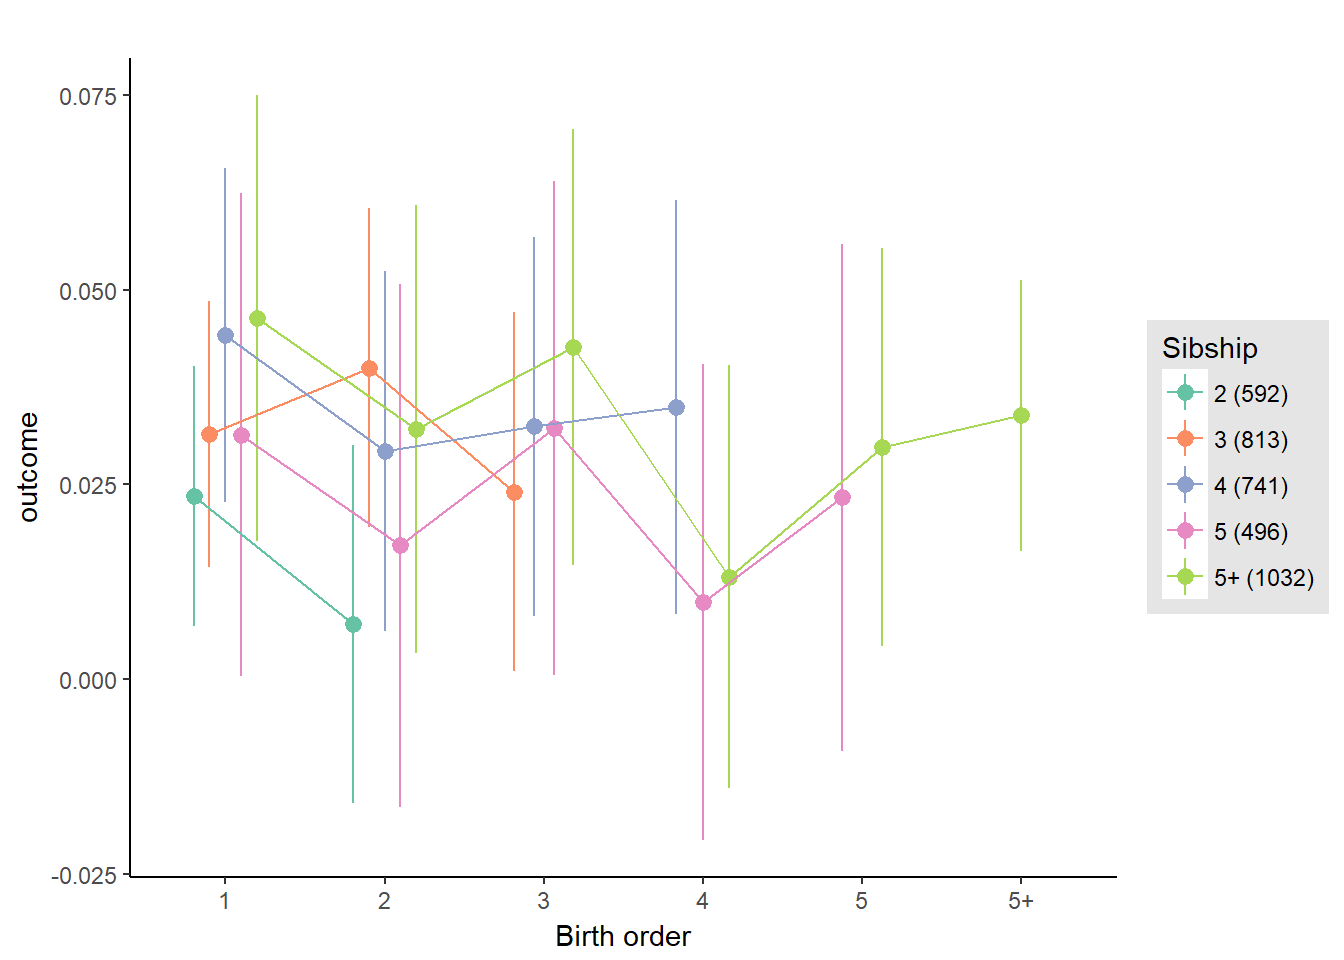 0.075
0.050
0.025
0.000
-0.025
outcome
1 2 3 4 5 5+
Birth order
Sibship
2 (592)
3 (813)
4 (741)
5 (496)
5+ (1032)